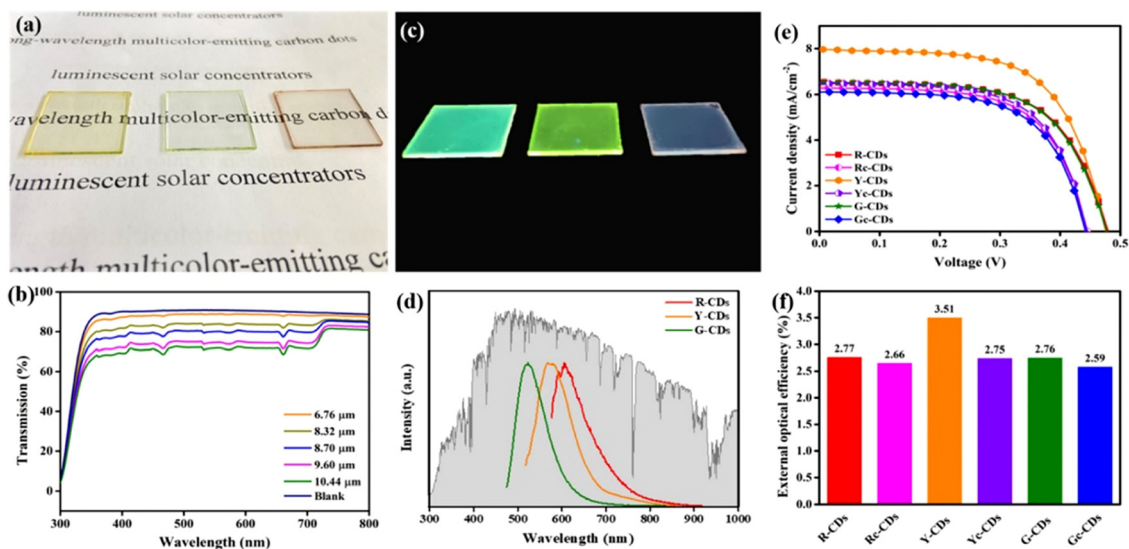 (a)
luminescent solar concentrators
ong-wavelength multicolor-emitting carbon dots
luminescent solar concentrators
wavelength multicolor-emitting carbon do
luminescent solar concentrators
ength multicolor-emitting ca
(c)
(e)
8
6
4
2
0
Current density (mA/cm-2)
R-CDs
Rc-CDs
Y-CDs
Yc-CDs
G-CDs
Gc-CDs
0.0 0.1 0.2 0.3 0.4 0.5
Voltage (V)
(b)
100
80
60
40
20
0
Transmission (%)
6.76 μm
8.32 μm
8.70 μm
9.60 μm
10.44 μm
Blank
300 400 500 600 700 800
Wavelength (nm)
(d)
Intensity (a.u.)
R-CDs
Y-CDs
G-CDs
300 400 500 600 700 800 900 1000
Wavelength (nm)
(f)
4.0
3.5
3.0
2.5
2.0
1.5
1.0
0.5
0.0
External optical efficiency (%)
2.77 2.66 3.51 2.75 2.76 2.59
R-CDs Rc-CDs Y-CDs Yc-CDs G-CDs Gc-CDs